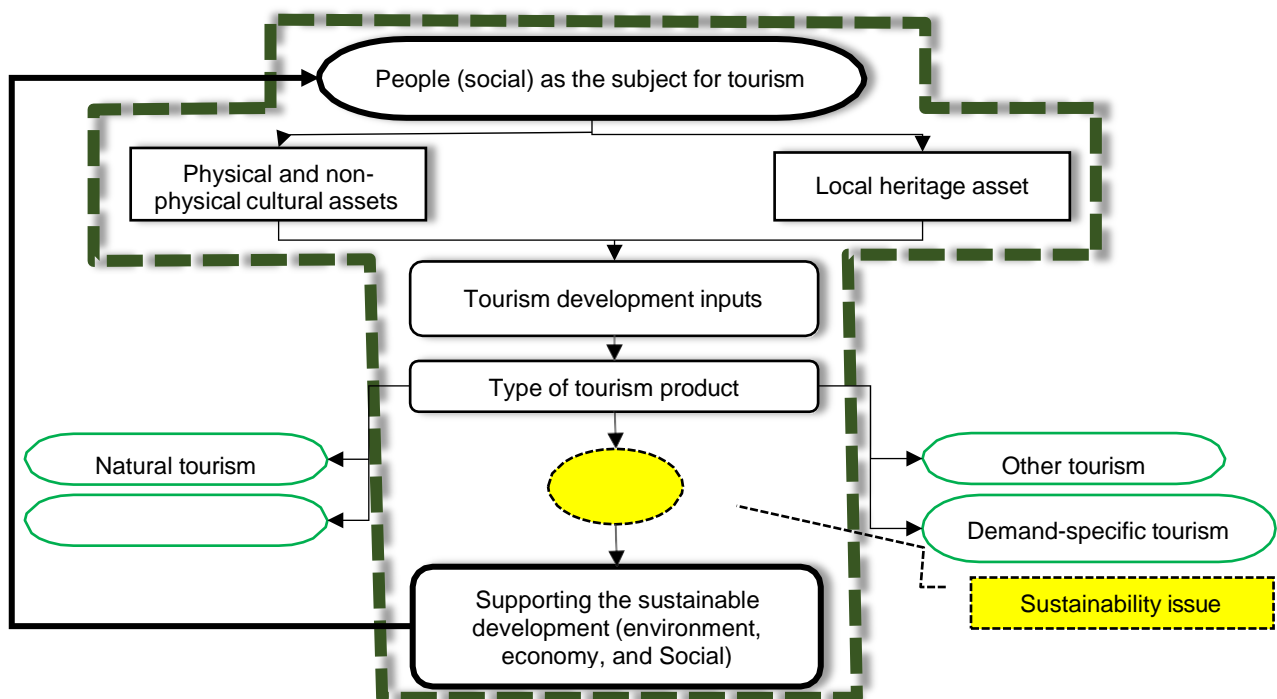 People (social) as the subject for tourism
Physical and non-
physical cultural assets
Local heritage asset
Tourism development inputs
Type of tourism product
Natural tourism
Other tourism
Demand-specific tourism
Sustainability issue
Supporting the sustainable
development (environment,
economy, and Social)